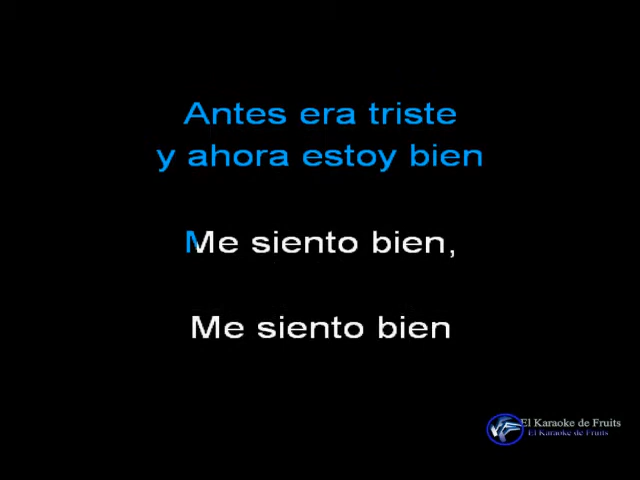 Antes era triste
y ahora estoy bien
Me siento bien,
Me siento bien
El Karaoke de Fruits
El Karaoke de Fruits